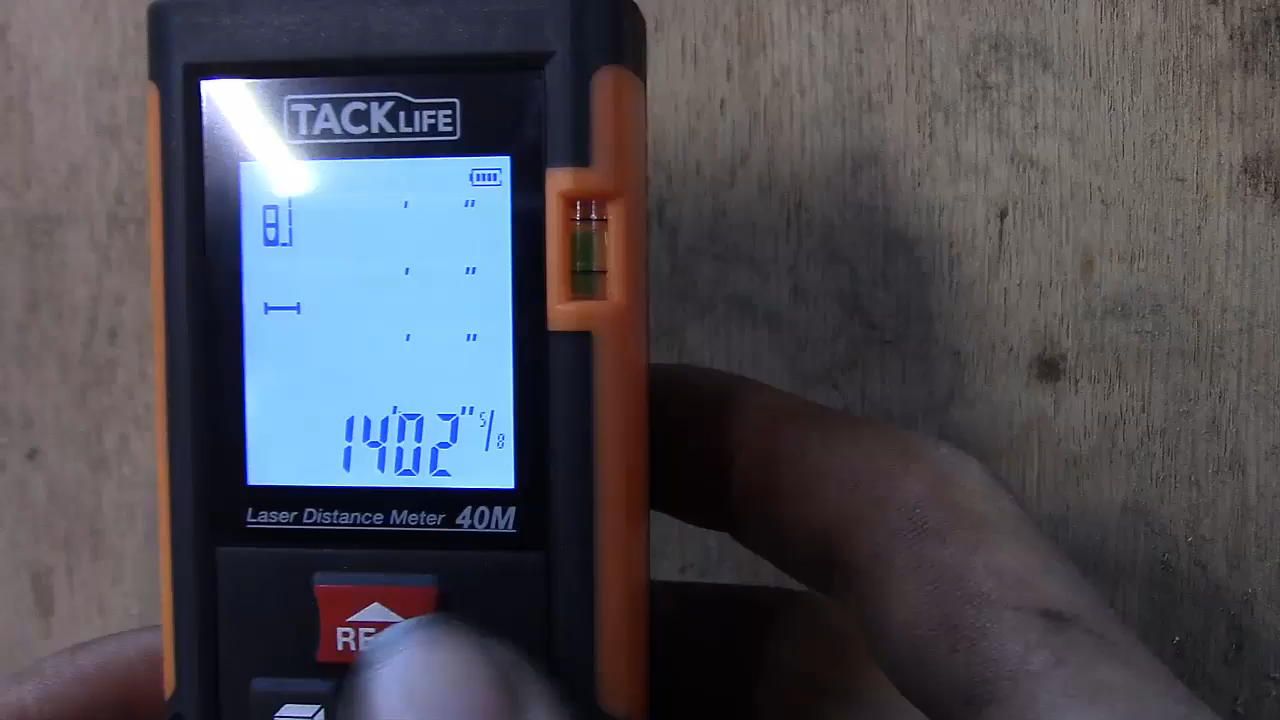 TACKLIFE
' "
' "
' "
14'02" 5/8
Laser Distance Meter 40M